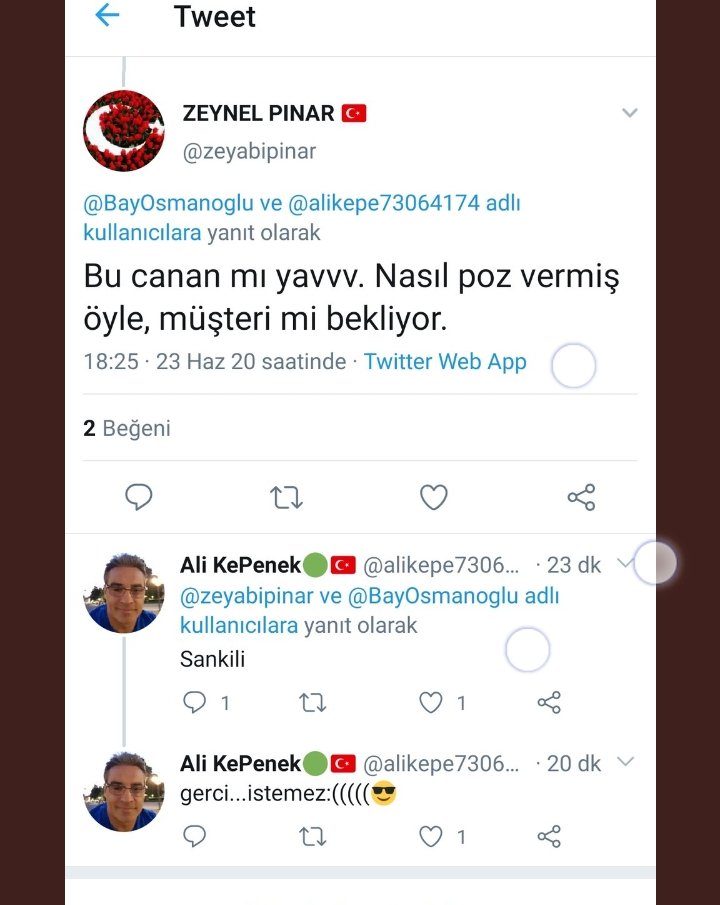 Tweet
ZEYNEL PINAR 🇹🇷
@zeyabipinar
@BayOsmanoglu ve @alikepe73064174 adlı
kullanıcılara yanıt olarak
Bu canan mı yavvv. Nasıl poz vermiş
öyle, müşteri mi bekliyor.
18:25 · 23 Haz 20 saatinde · Twitter Web App
2 Beğeni
Ali KePenek🟢🇹🇷 @alikepe7306... · 23 dk
@zeyabipinar ve @BayOsmanoglu adlı
kullanıcılara yanıt olarak
Sankili
1 1
Ali KePenek🟢🇹🇷 @alikepe7306... · 20 dk
gerci...istemez:(((((😎
1